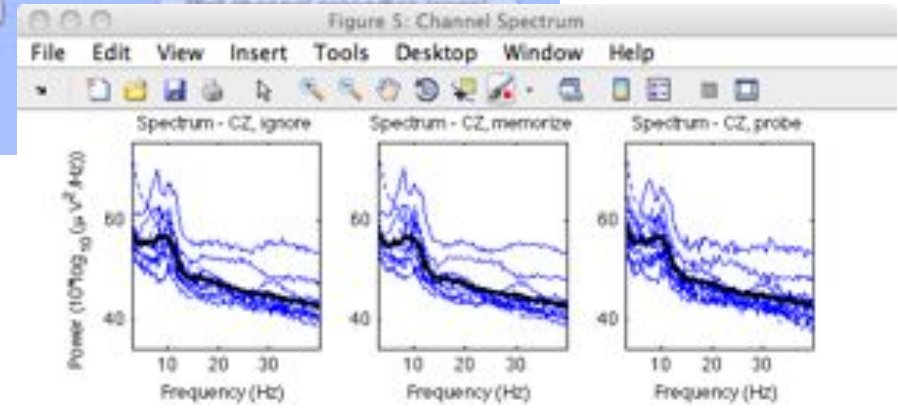 Figure 5: Channel Spectrum
File Edit View Insert Tools Desktop Window Help
Spectrum - CZ, ignore
Spectrum - CZ, memorize
Spectrum - CZ, probe
Power (10*log10(μV²/Hz))
60
40
10 20 30
Frequency (Hz)
60
40
10 20 30
Frequency (Hz)
60
40
10 20 30
Frequency (Hz)